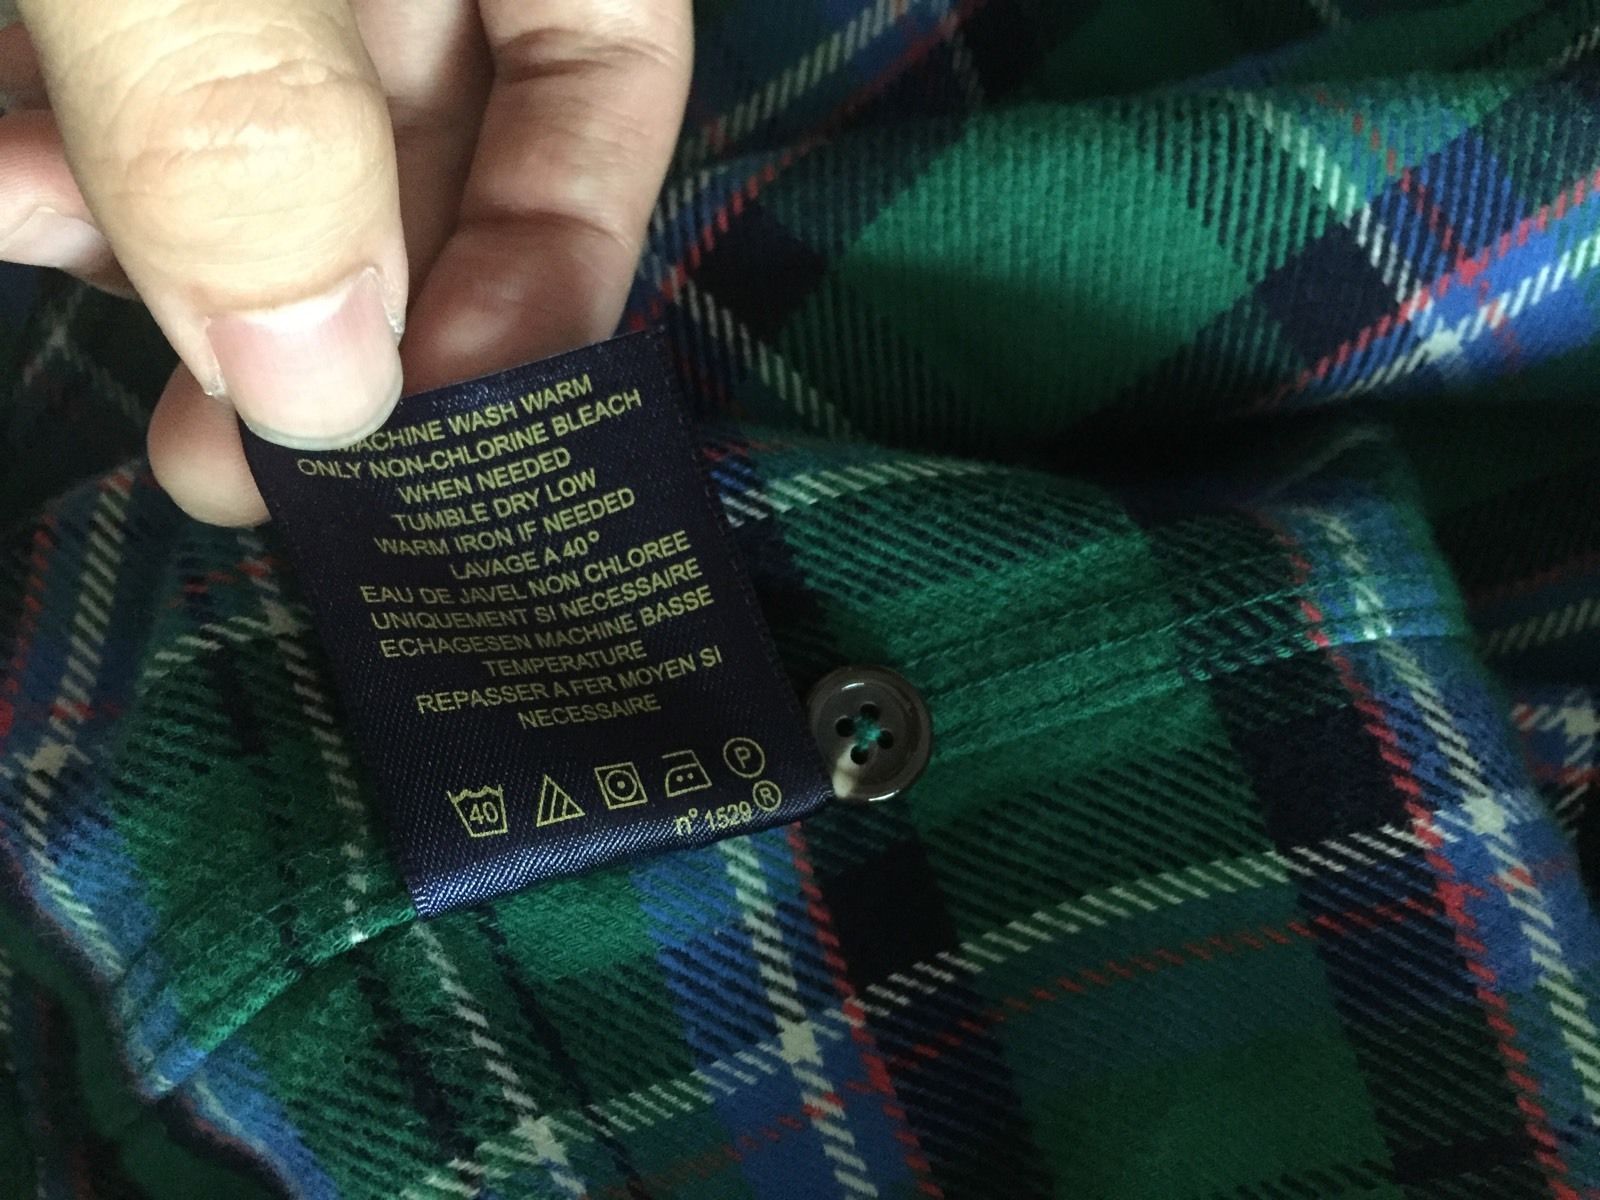 MACHINE WASH WARM
ONLY NON-CHLORINE BLEACH
WHEN NEEDED
TUMBLE DRY LOW
WARM IRON IF NEEDED
LAVAGE A 40°
EAU DE JAVEL NON CHLOREE
UNIQUEMENT SI NECESSAIRE
ECHAGESEN MACHINE BASSE
TEMPERATURE
REPASSER A FER MOYEN SI
NECESSAIRE
40 P
n° 1529 ®